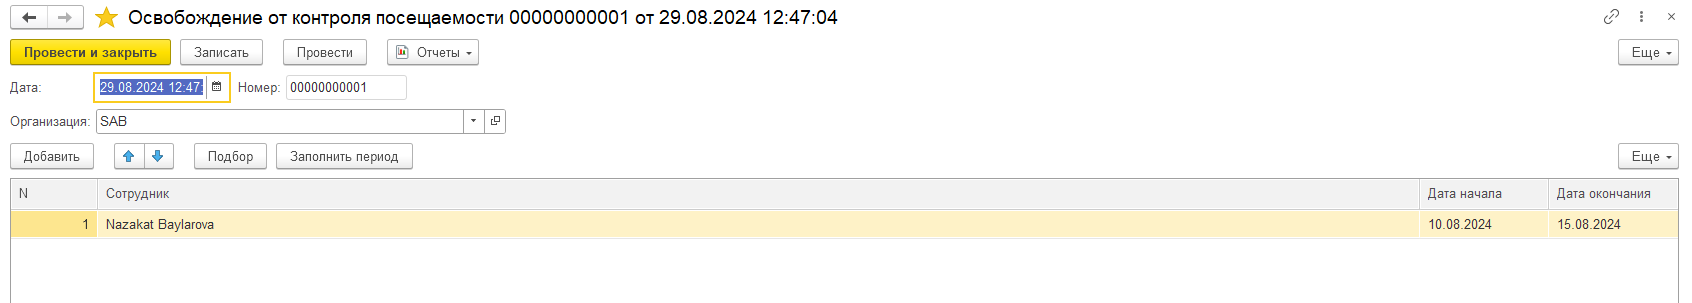 Освобождение от контроля посещаемости 00000000001 от 29.08.2024 12:47:04
Провести и закрыть Записать Провести Отчеты Еще
Дата: 29.08.2024 12:47: Номер: 00000000001
Организация: SAB
Добавить Подбор Заполнить период Еще
N Сотрудник Дата начала Дата окончания
1 Nazakat Baylarova 10.08.2024 15.08.2024